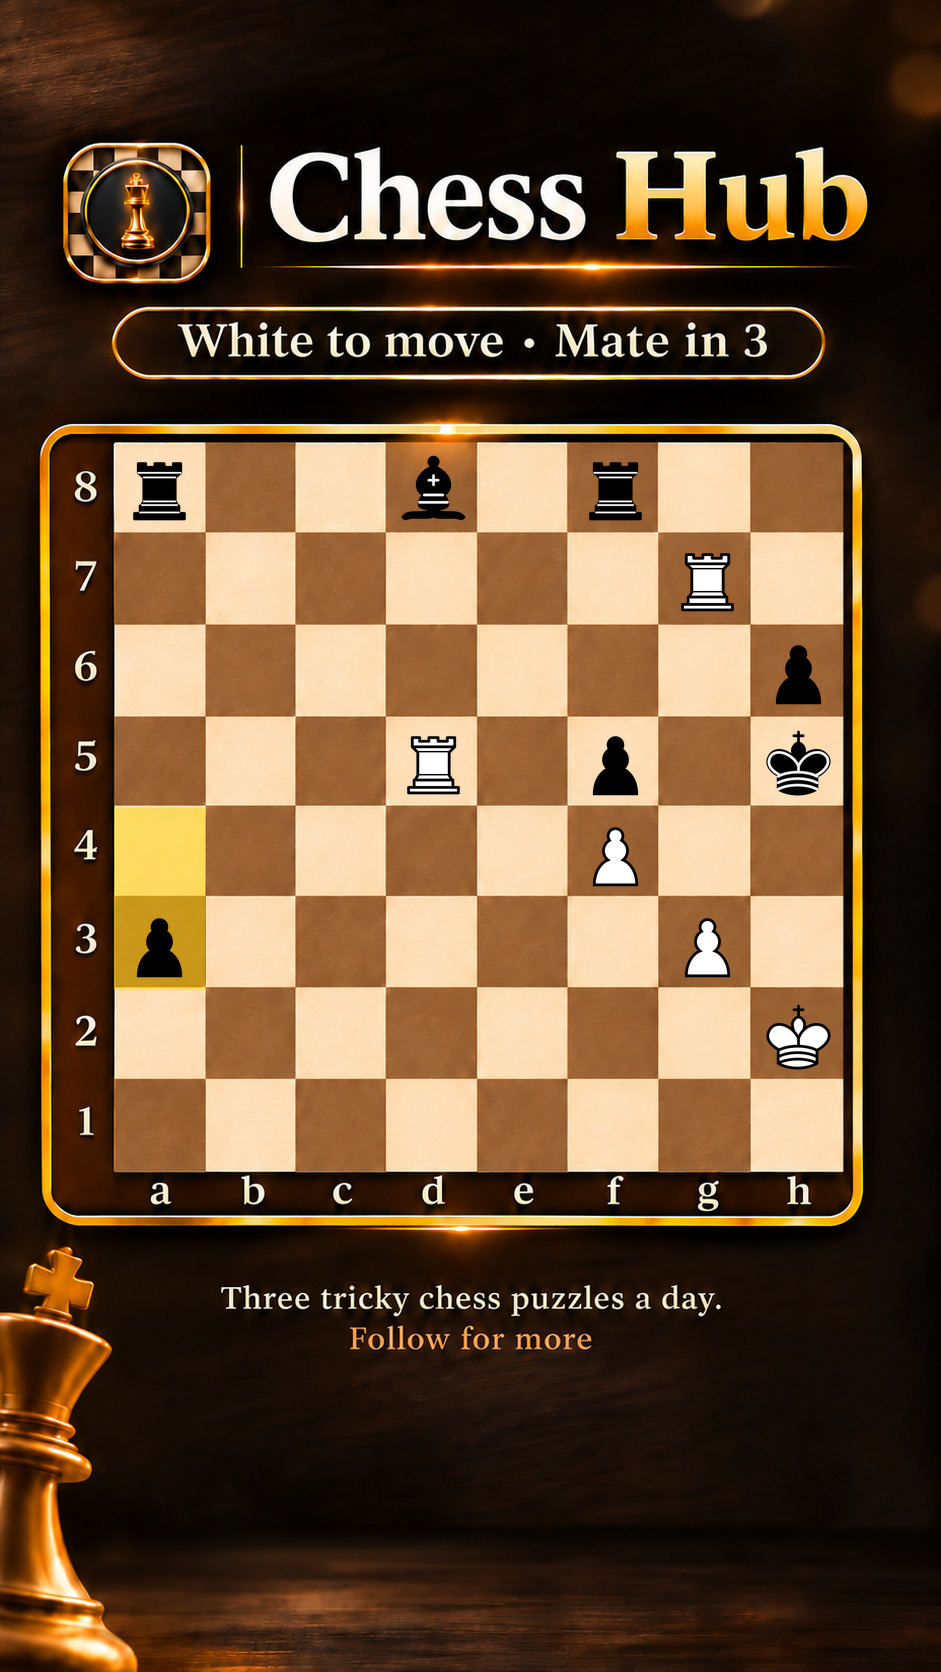 Chess Hub
White to move • Mate in 3
8
7
6
5
4
3
2
1
a b c d e f g h
Three tricky chess puzzles a day.
Follow for more